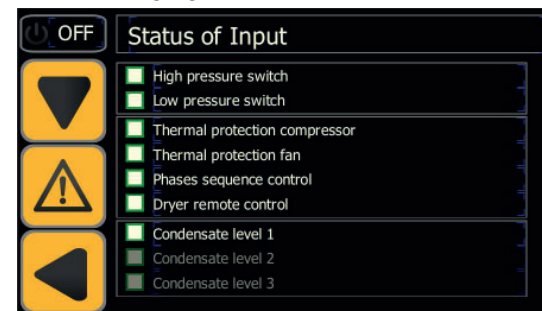 OFF
Status of Input
High pressure switch
Low pressure switch
Thermal protection compressor
Thermal protection fan
Phases sequence control
Dryer remote control
Condensate level 1
Condensate level 2
Condensate level 3